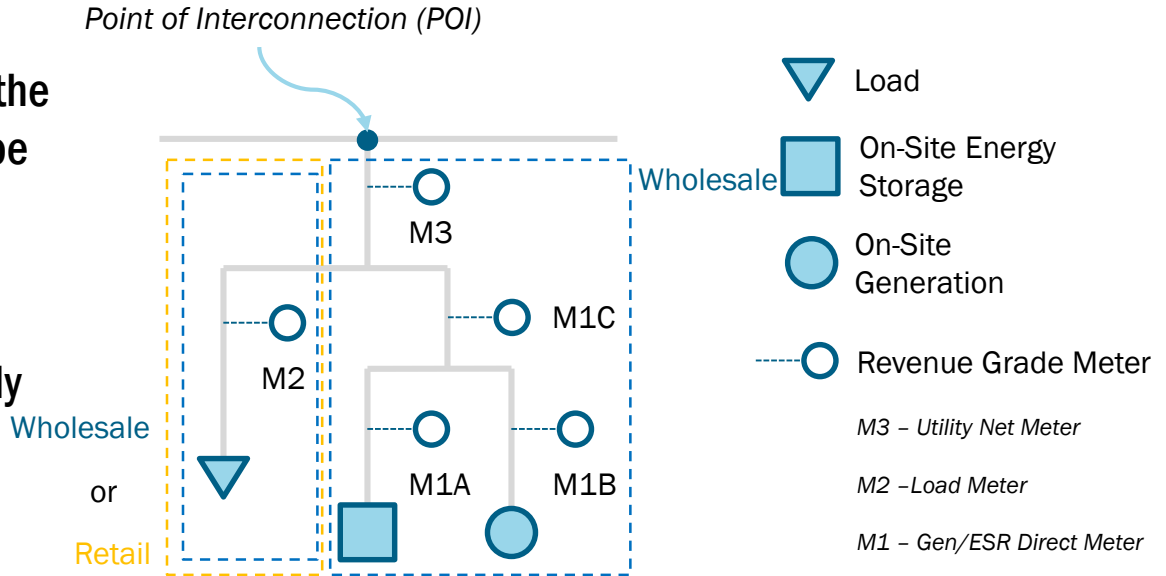 Point of Interconnection (POI)
the
be
ly
M3
M2
M1C
M1A
M1B
Wholesale
or
Retail
Wholesale
Load
On-Site Energy
Storage
On-Site
Generation
Revenue Grade Meter
M3 – Utility Net Meter
M2 –Load Meter
M1 – Gen/ESR Direct Meter